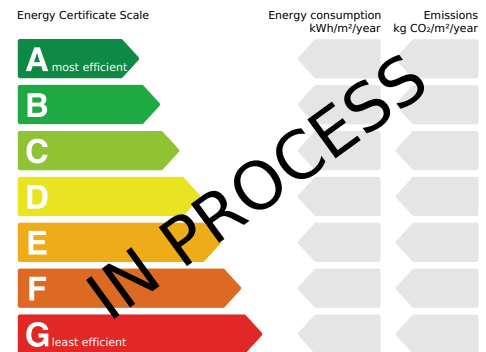 Energy Certificate Scale
Energy consumption
kWh/m²/year
Emissions
kg CO₂/m²/year
A most efficient
B
C
D
E
F
G least efficient
IN PROCESS